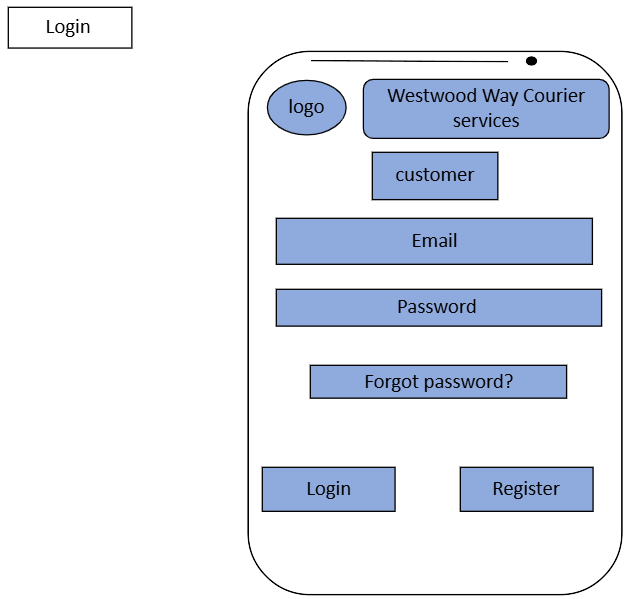 Login
logo
Westwood Way Courier
services
customer
Email
Password
Forgot password?
Login
Register